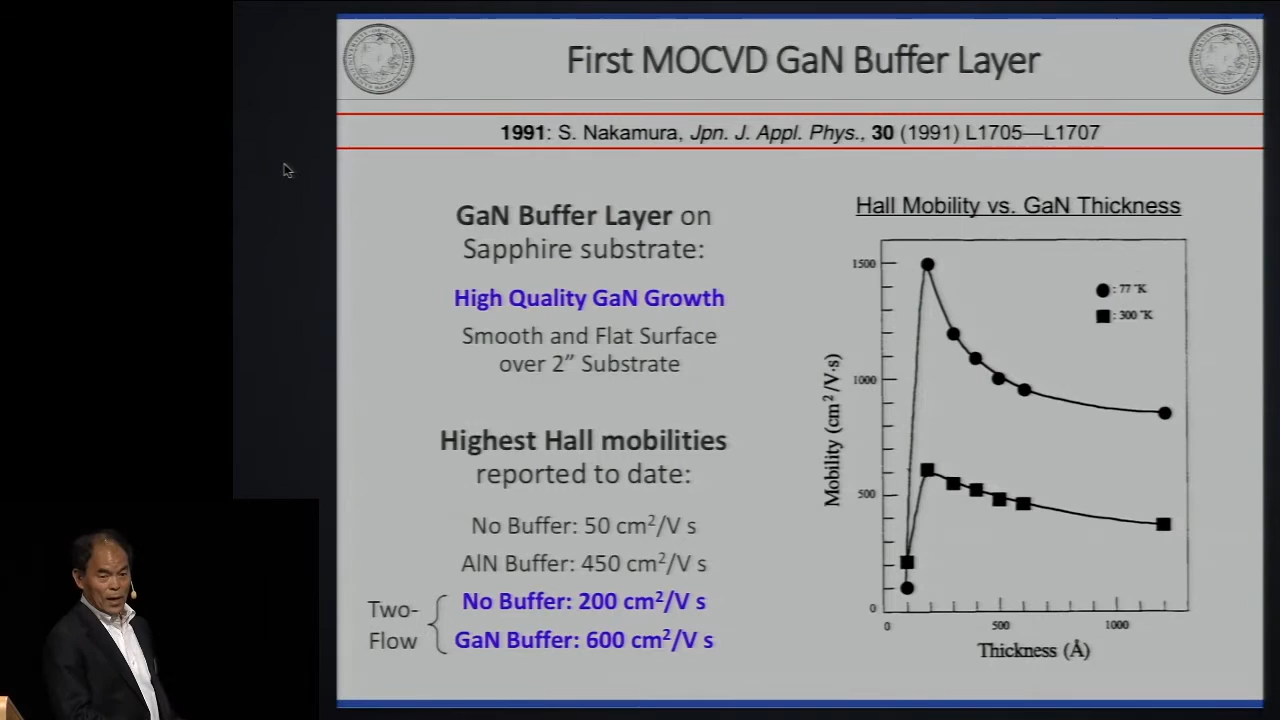 First MOCVD GaN Buffer Layer
1991: S. Nakamura, Jpn. J. Appl. Phys., 30 (1991) L1705—L1707
GaN Buffer Layer on
Sapphire substrate:
High Quality GaN Growth
Smooth and Flat Surface
over 2” Substrate
Highest Hall mobilities
reported to date:
No Buffer: 50 cm²/V s
AlN Buffer: 450 cm²/V s
Two-
Flow
No Buffer: 200 cm²/V s
GaN Buffer: 600 cm²/V s
Hall Mobility vs. GaN Thickness
1500
1000
500
0
Mobility (cm²/V·s)
: 77 °K
: 300 °K
0
500
1000
Thickness (Å)